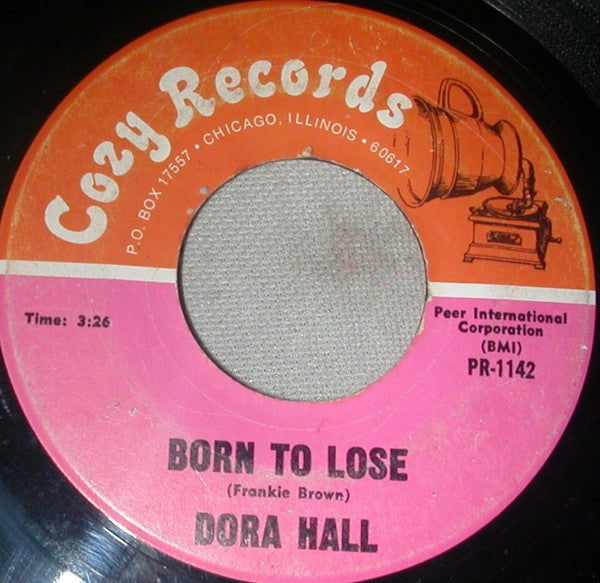 Cozy Records
P.O. BOX 17557 • CHICAGO, ILLINOIS • 60617
Time: 3:26
Peer International
Corporation
(BMI)
PR-1142
BORN TO LOSE
(Frankie Brown)
DORA HALL